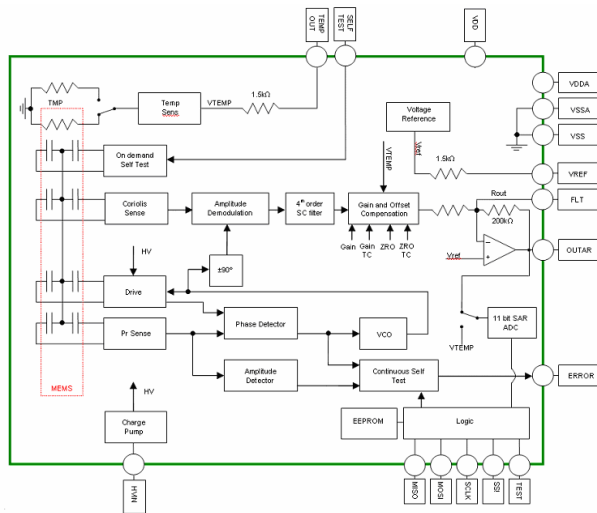 TEMP
OUT
SELF
TEST
VDD
VDDA
VSSA
VSS
VREF
FLT
OUTAR
ERROR
TMP
Temp
Sens.
VTEMP
1.5kΩ
Voltage
Reference
Vref
1.5kΩ
VTEMP
On demand
Self Test
Coriolis
Sense
Amplitude
Demodulation
4th order
SC filter
Gain and Offset
Compensation
Rout
200kΩ
Gain
Gain
TC
ZRO
ZRO
TC
Vref
-
+
HV
±90°
Drive
Pr Sense
Phase Detector
VCO
VTEMP
11 bit SAR
ADC
Amplitude
Detector
Continuous Self
Test
MEMS
HV
EEPROM
Logic
Charge
Pump
HVIN
MISO
MOSI
SCLK
SSI
TEST